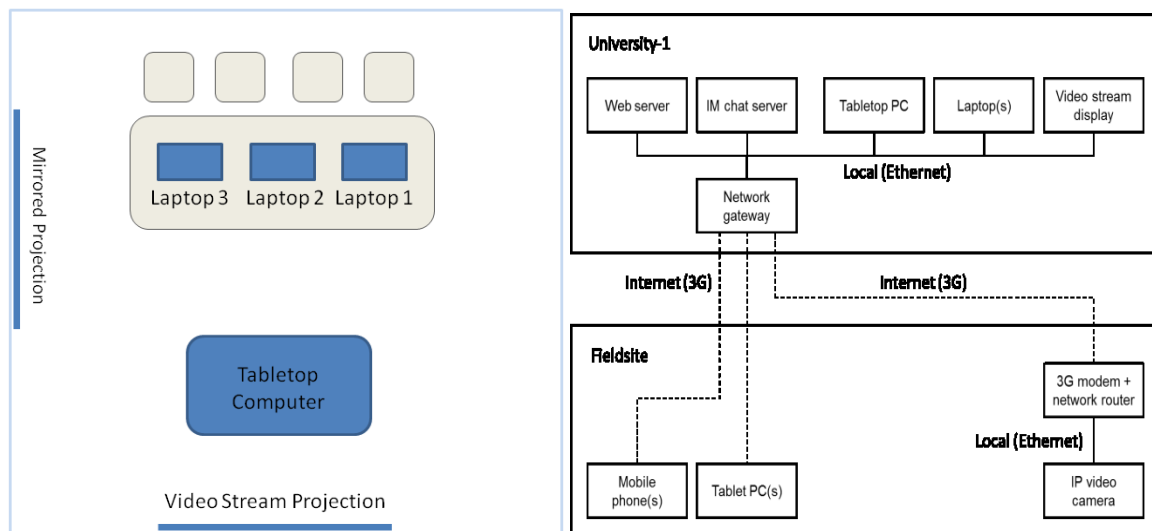 Mirrored Projection
Laptop 3
Laptop 2
Laptop 1
Tabletop
Computer
Video Stream Projection
University-1
Web server
IM chat server
Tabletop PC
Laptop(s)
Video stream
display
Local (Ethernet)
Network
gateway
Internet (3G)
Internet (3G)
Fieldsite
3G modem +
network router
Local (Ethernet)
Mobile
phone(s)
Tablet PC(s)
IP video
camera